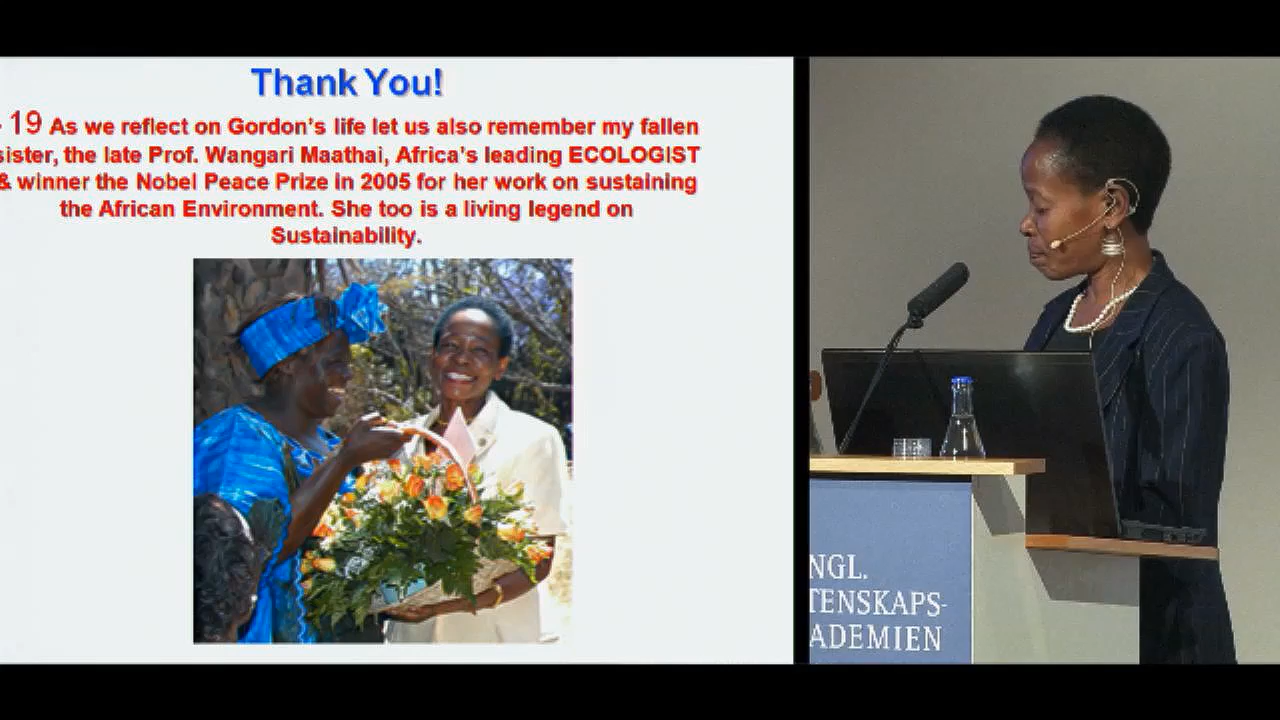 Thank You!
- 19 As we reflect on Gordon's life let us also remember my fallen
sister, the late Prof. Wangari Maathai, Africa's leading ECOLOGIST
& winner the Nobel Peace Prize in 2005 for her work on sustaining
the African Environment. She too is a living legend on
Sustainability.
NGL.
TENSKAPS-
ADEMIEN